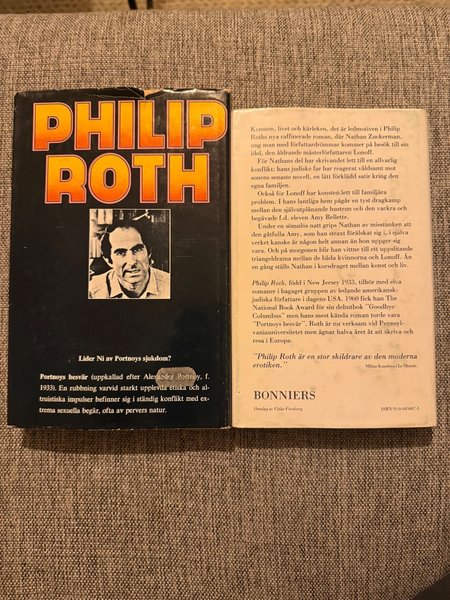 PHILIP
ROTH
Lider Ni av Portnoys sjukdom?
Portnoys besvär (uppkallad efter Alexander Portnoy, f.
1933). En rubbning varvid starkt upplevda etiska och al-
truistiska impulser befinner sig i ständig konflikt med ex-
trema sexuella begär, ofta av pervers natur.
Konsten, livet och kärleken, det är ledmotiven i Philip
Roths nya raffinerade roman, där Nathan Zuckerman,
ung man med författardrömmar kommer på besök till sin
idol, den åldrande mästerförfattaren Lonoff.
För Nathans del har skrivandet lett till en allvarlig
konflikt: hans judiske far har reagerat våldsamt mot
sonens senaste novell, en lätt förklädd satir kring den
egna familjen.
Också för Lonoff har konsten lett till familjära
problem. I hans lantliga hem pågår en tyst dragkamp
mellan den självutplånande hustrun och den vackra och
begåvade f.d. eleven Amy Bellette.
Under en sömnlös natt grips Nathan av misstanken att
den gåtfulla Amy, som han straxt förälskat sig i, i själva
verket kanske är någon helt annan än hon uppger sig
vara. Och på morgonen blir han vittne till ett uppslitande
triangeldrama mellan de båda kvinnorna och Lonoff. Än
en gång ställs Nathan i korsdraget mellan konst och liv.
Philip Roth, född i New Jersey 1933, tillhör med elva
romaner i bagaget gruppen av ledande amerikansk-
judiska författare i dagens USA. 1960 fick han The
National Book Award för sin debutbok "Goodbye
Columbus" men hans mest kända roman torde vara
"Portnoys besvär". Roth är nu verksam vid Pennsyl-
vaniauniversitetet men ägnar halva året åt att skriva och
resa i Europa.
"Philip Roth är en stor skildrare av den moderna
erotiken."
Milan Kundera i Le Monde
BONNIERS
Omslag av Vidar Forsberg
ISBN 91-0-045097-5